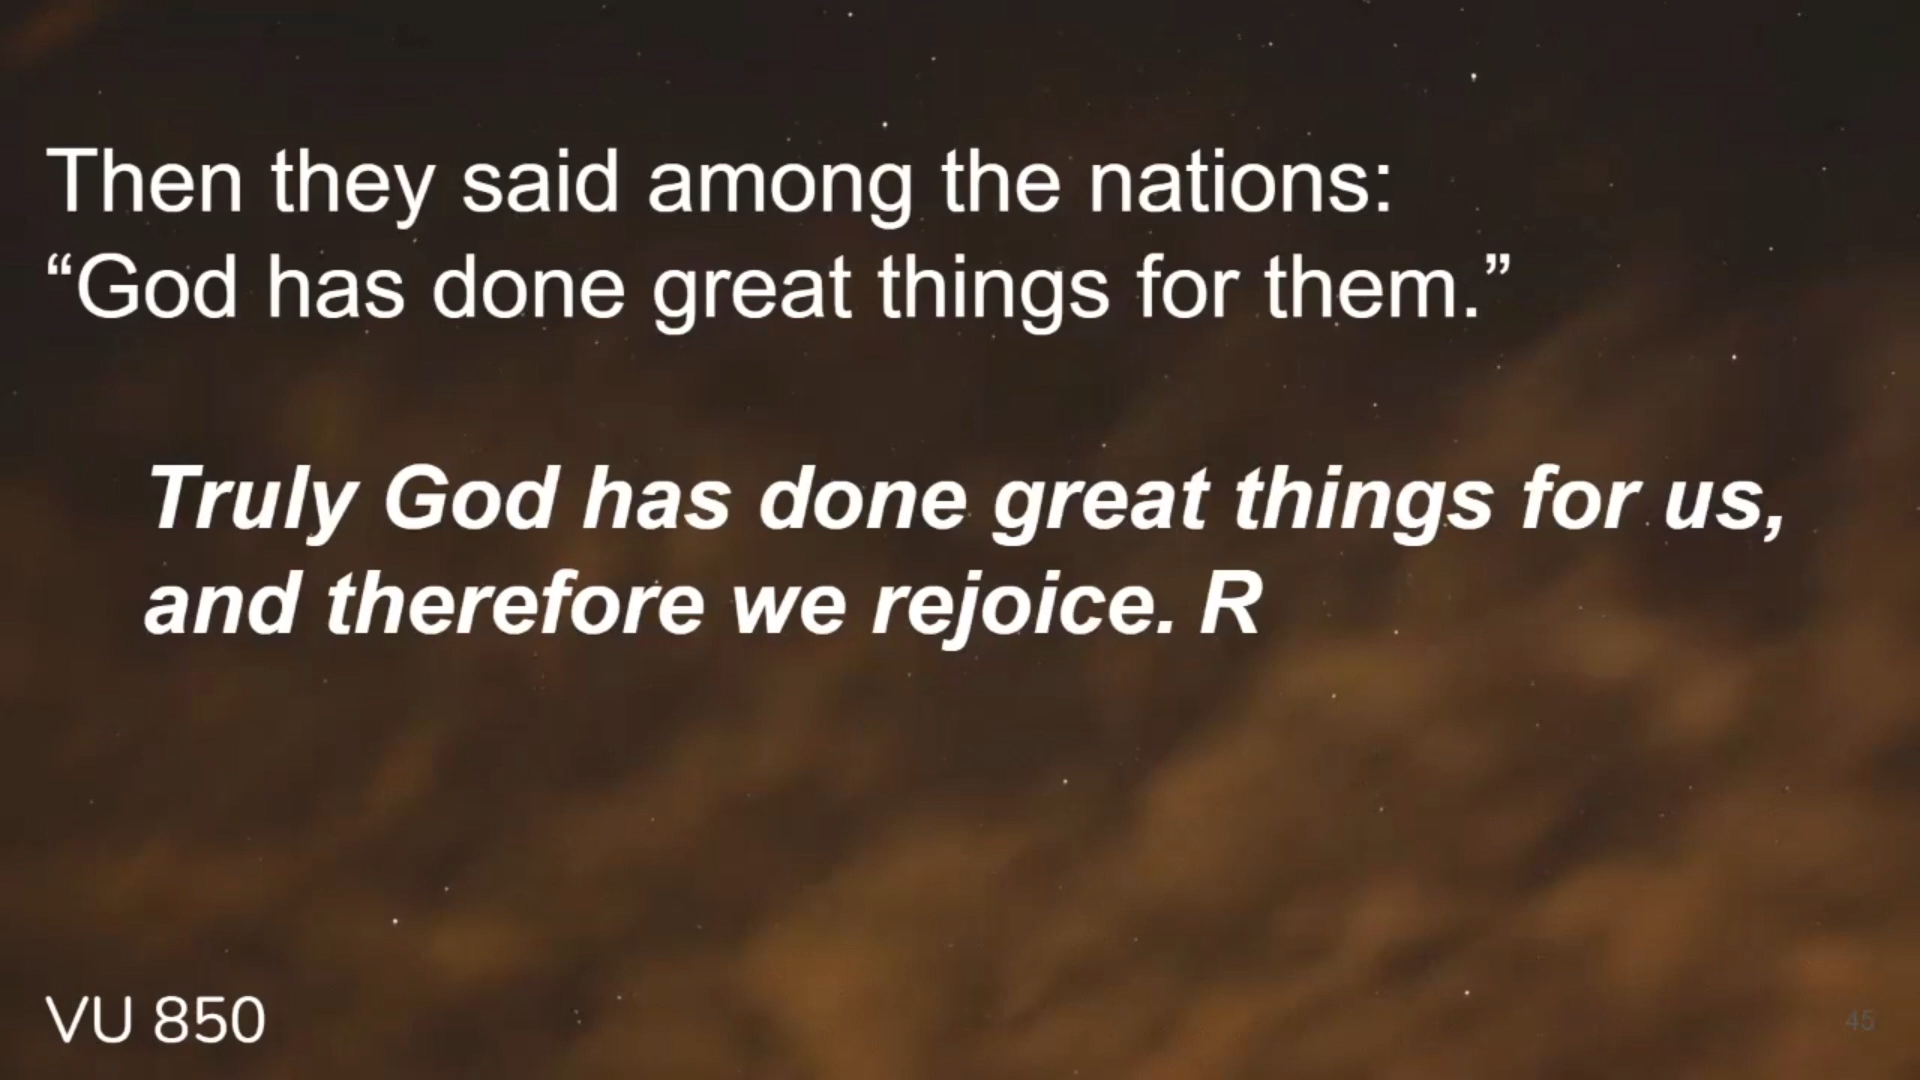 Then they said among the nations:
“God has done great things for them.”
Truly God has done great things for us,
and therefore we rejoice. R
VU 850
45